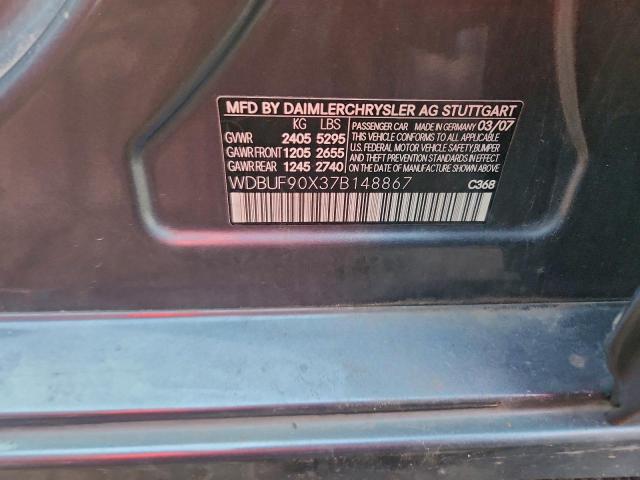 MFD BY DAIMLERCHRYSLER AG STUTTGART
KG LBS
GVWR 2405 5295
GAWR FRONT 1205 2655
GAWR REAR 1245 2740
PASSENGER CAR MADE IN GERMANY 03/07
THIS VEHICLE CONFORMS TO ALL APPLICABLE
U.S. FEDERAL MOTOR VEHICLE SAFETY,BUMPER
AND THEFT PREVENTION STANDARDS IN EFFECT
ON THE DATE OF MANUFACTURE SHOWN ABOVE
WDBUF90X37B148867 C368